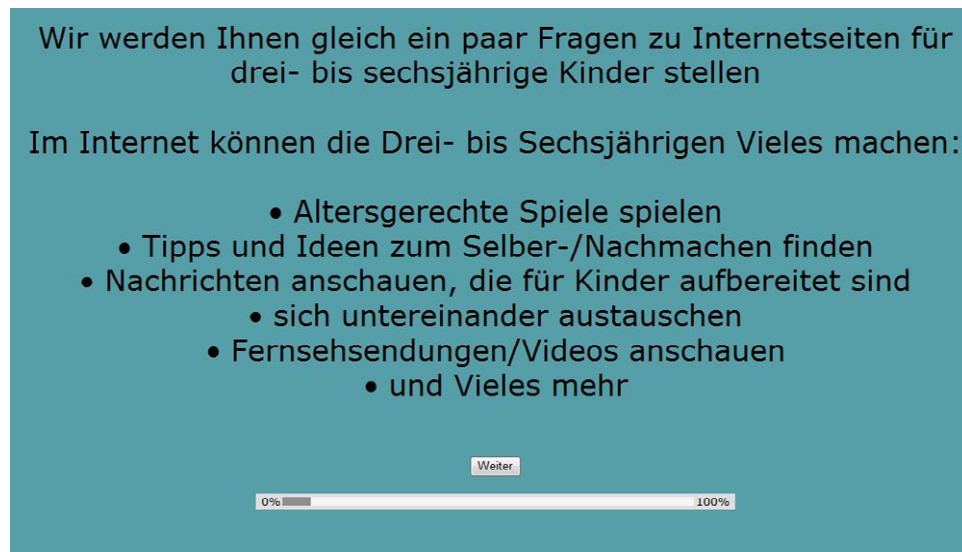 Wir werden Ihnen gleich ein paar Fragen zu Internetseiten für
drei- bis sechsjährige Kinder stellen
Im Internet können die Drei- bis Sechsjährigen Vieles machen:
• Altersgerechte Spiele spielen
• Tipps und Ideen zum Selber-/Nachmachen finden
• Nachrichten anschauen, die für Kinder aufbereitet sind
• sich untereinander austauschen
• Fernsehsendungen/Videos anschauen
• und Vieles mehr
Weiter
0% 100%